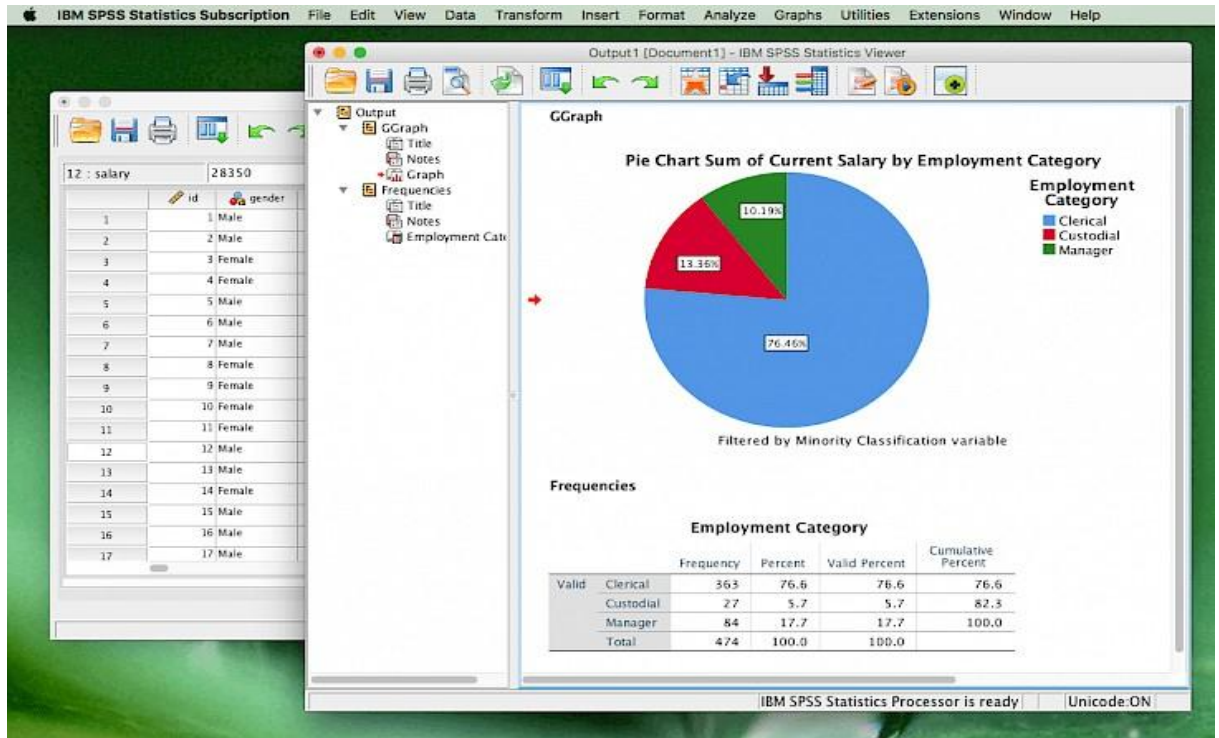 IBM SPSS Statistics Subscription File Edit View Data Transform Insert Format Analyze Graphs Utilities Extensions Window Help
Output1 [Document1] - IBM SPSS Statistics Viewer
12 : salary 28350
id gender
1 1 Male
2 2 Male
3 3 Female
4 4 Female
5 5 Male
6 6 Male
7 7 Male
8 8 Female
9 9 Female
10 10 Female
11 11 Female
12 12 Male
13 13 Male
14 14 Female
15 15 Male
16 16 Male
17 17 Male
Output
GGraph
Title
Notes
Graph
Frequencies
Title
Notes
Employment Cate
GGraph
Pie Chart Sum of Current Salary by Employment Category
Employment
Category
Clerical
Custodial
Manager
10.19%
13.36%
76.46%
Filtered by Minority Classification variable
Frequencies
Employment Category
Frequency Percent Valid Percent Cumulative Percent
Valid Clerical 363 76.6 76.6 76.6
Custodial 27 5.7 5.7 82.3
Manager 84 17.7 17.7 100.0
Total 474 100.0 100.0
IBM SPSS Statistics Processor is ready Unicode:ON